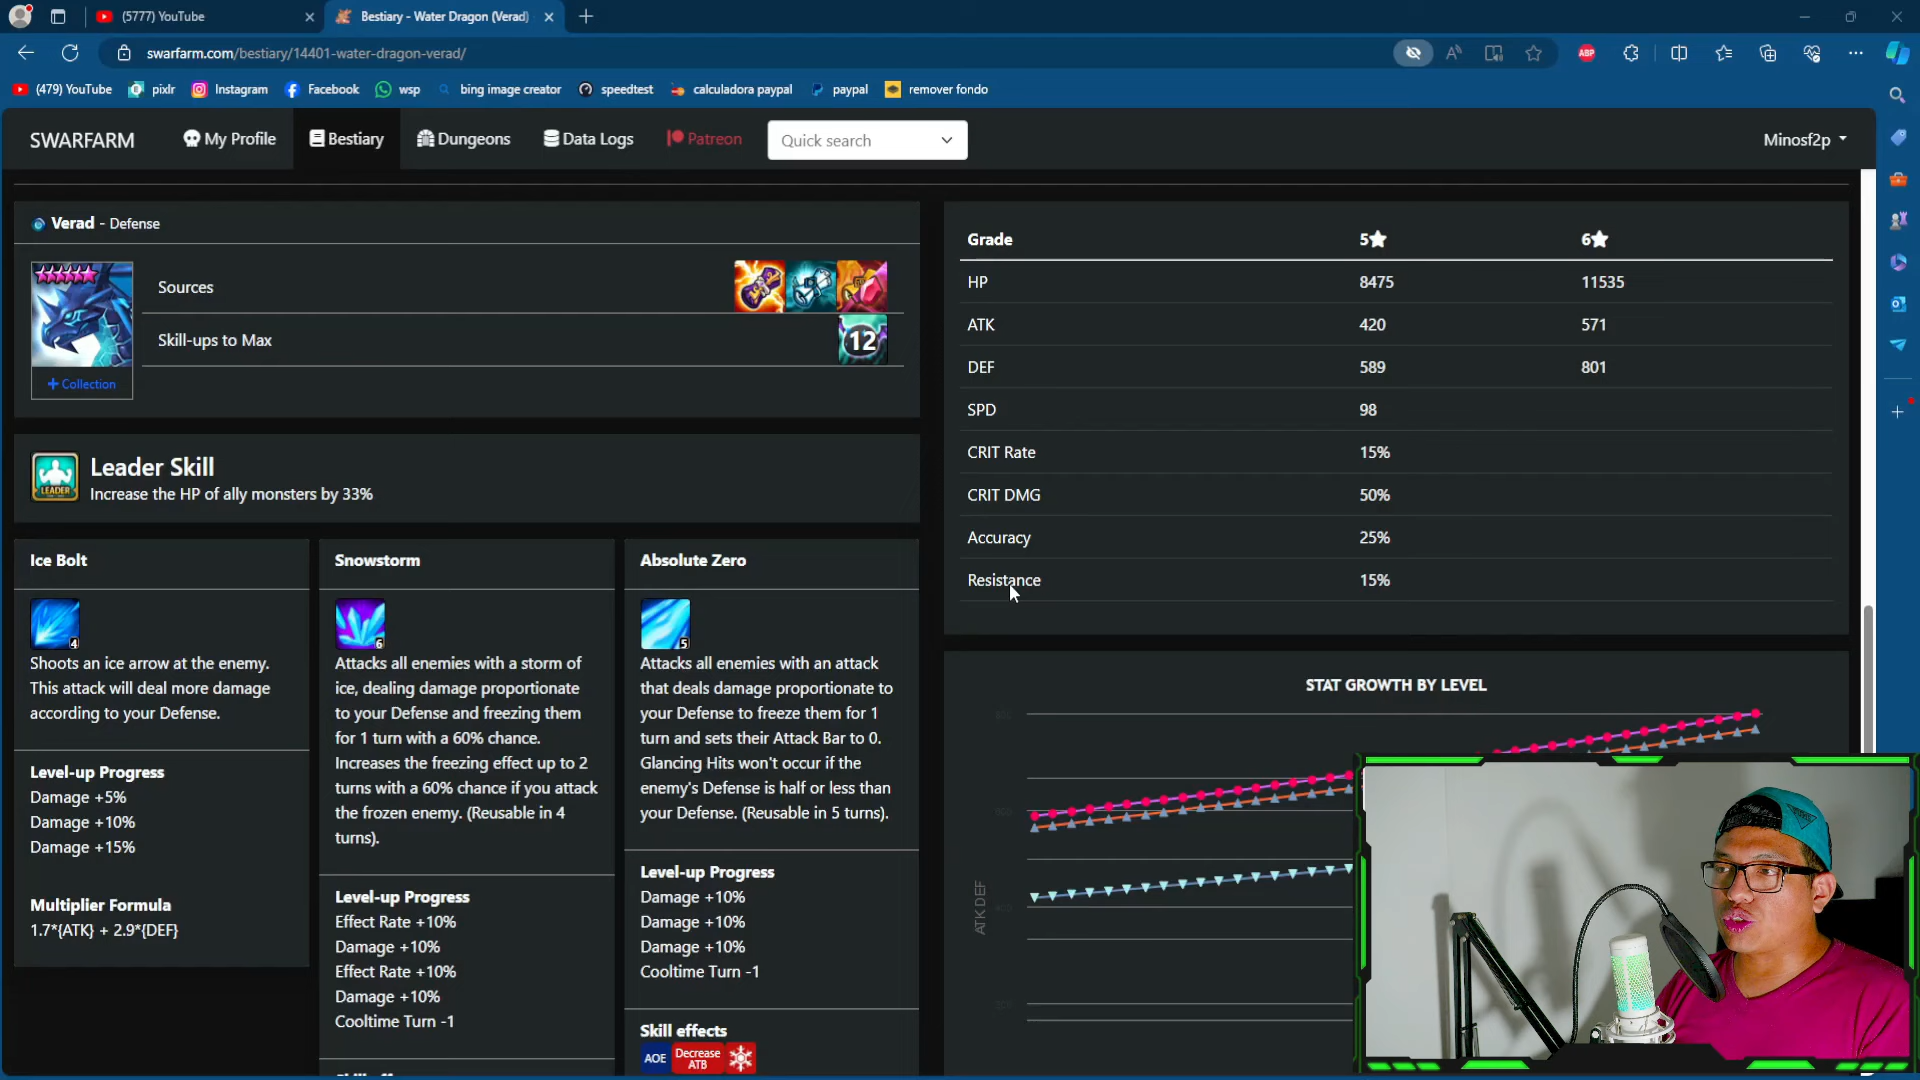 (5777) YouTube
Bestiary - Water Dragon (Verad)
swarfarm.com/bestiary/14401-water-dragon-verad/
ABP
(479) YouTube pixlr Instagram Facebook wsp bing image creator speedtest calculadora paypal paypal remover fondo
SWARFARM My Profile Bestiary Dungeons Data Logs Patreon Quick search Minosf2p
Verad - Defense
Sources
Skill-ups to Max 12
+ Collection
LEADER
Leader Skill
Increase the HP of ally monsters by 33%
Ice Bolt
4
Shoots an ice arrow at the enemy.
This attack will deal more damage
according to your Defense.
Level-up Progress
Damage +5%
Damage +10%
Damage +15%
Multiplier Formula
1.7*{ATK} + 2.9*{DEF}
Snowstorm
6
Attacks all enemies with a storm of
ice, dealing damage proportionate
to your Defense and freezing them
for 1 turn with a 60% chance.
Increases the freezing effect up to 2
turns with a 60% chance if you attack
the frozen enemy. (Reusable in 4
turns).
Level-up Progress
Effect Rate +10%
Damage +10%
Effect Rate +10%
Damage +10%
Cooltime Turn -1
Absolute Zero
5
Attacks all enemies with an attack
that deals damage proportionate to
your Defense to freeze them for 1
turn and sets their Attack Bar to 0.
Glancing Hits won't occur if the
enemy's Defense is half or less than
your Defense. (Reusable in 5 turns).
Level-up Progress
Damage +10%
Damage +10%
Damage +10%
Cooltime Turn -1
Skill effects
AOE
Decrease
ATB
Grade 5 6
HP 8475 11535
ATK 420 571
DEF 589 801
SPD 98
CRIT Rate 15%
CRIT DMG 50%
Accuracy 25%
Resistance 15%
STAT GROWTH BY LEVEL
ATK DEF